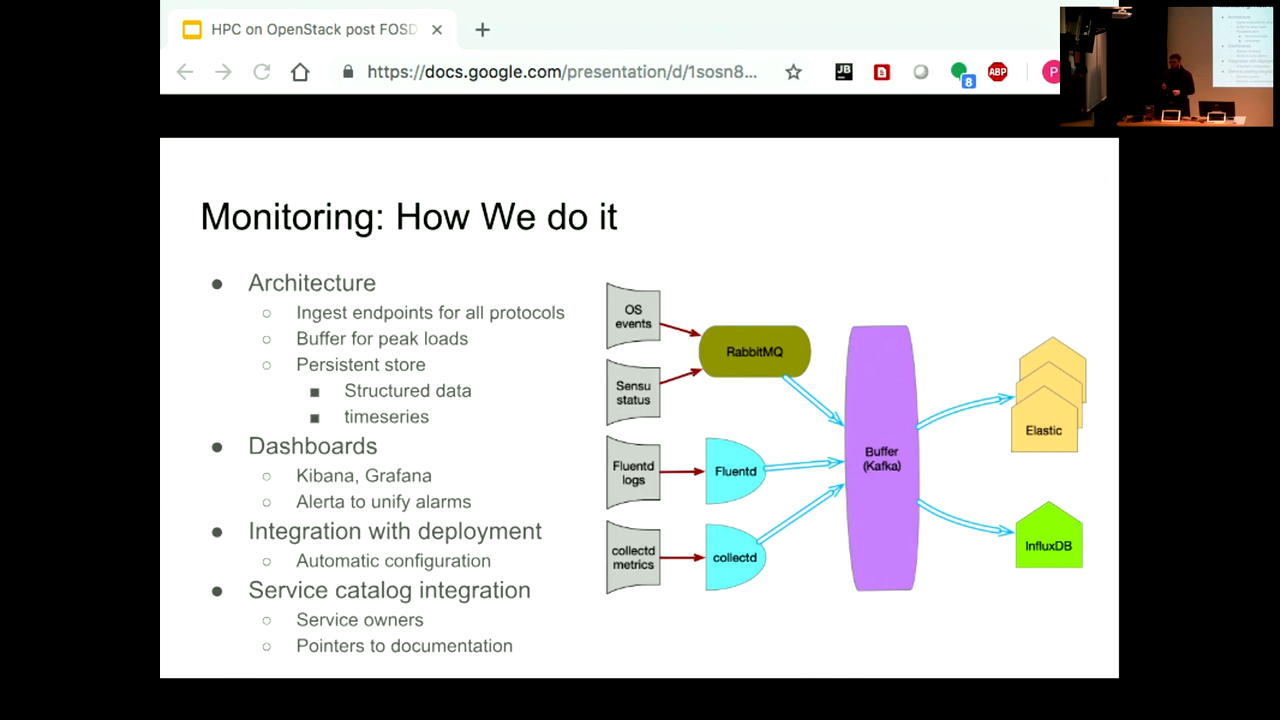 HPC on OpenStack post FOSD
https://docs.google.com/presentation/d/1sosn8...
JB
8
ABP
P
Monitoring: How We do it
Architecture
Ingest endpoints for all protocols
Buffer for peak loads
Persistent store
Structured data
timeseries
Dashboards
Kibana, Grafana
Alerta to unify alarms
Integration with deployment
Automatic configuration
Service catalog integration
Service owners
Pointers to documentation
OS
events
Sensu
status
Fluentd
logs
collectd
metrics
RabbitMQ
Fluentd
collectd
Buffer
(Kafka)
Elastic
InfluxDB